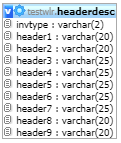 testwlr.headerdesc
invtype : varchar(2)
header1 : varchar(20)
header2 : varchar(20)
header3 : varchar(25)
header4 : varchar(25)
header5 : varchar(25)
header6 : varchar(25)
header7 : varchar(25)
header8 : varchar(20)
header9 : varchar(20)